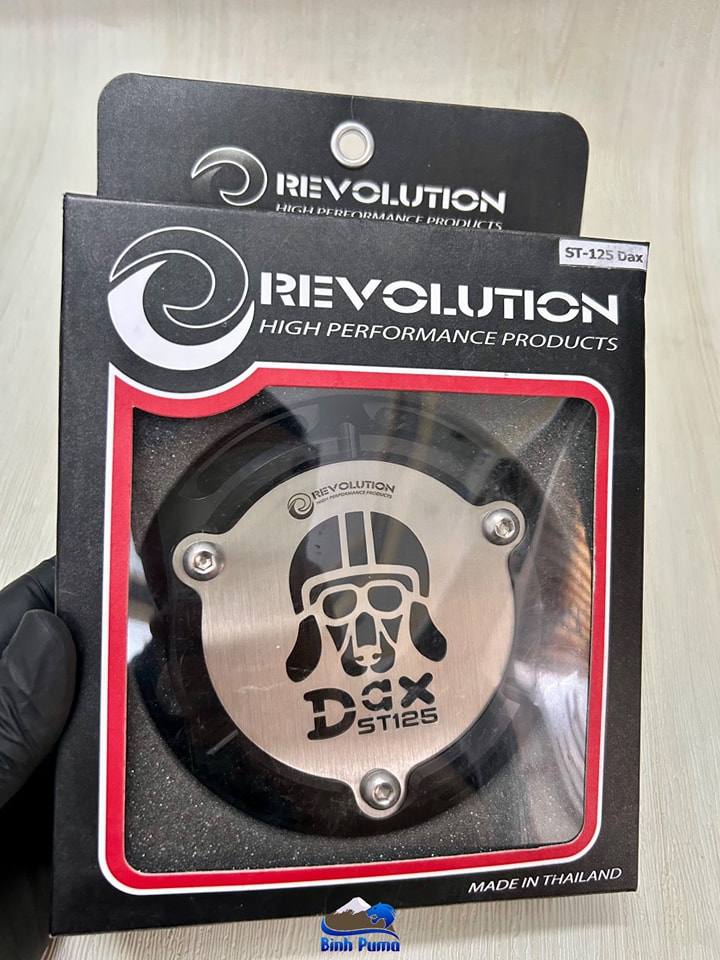 REVOLUTION
HIGH PERFORMANCE PRODUCTS
ST-125 Dax
REVOLUTION
HIGH PERFORMANCE PRODUCTS
REVOLUTION
HIGH PERFORMANCE PRODUCTS
Dax
ST125
MADE IN THAILAND
Bình Puma